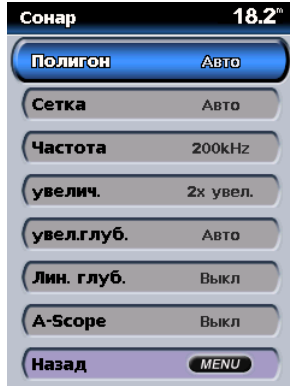 Сонар 18.2m
Полигон Авто
Сетка Авто
Частота 200kHz
увелич. 2x увел.
увел.глуб. Авто
Лин. глуб. Выкл
A-Scope Выкл
Назад MENU